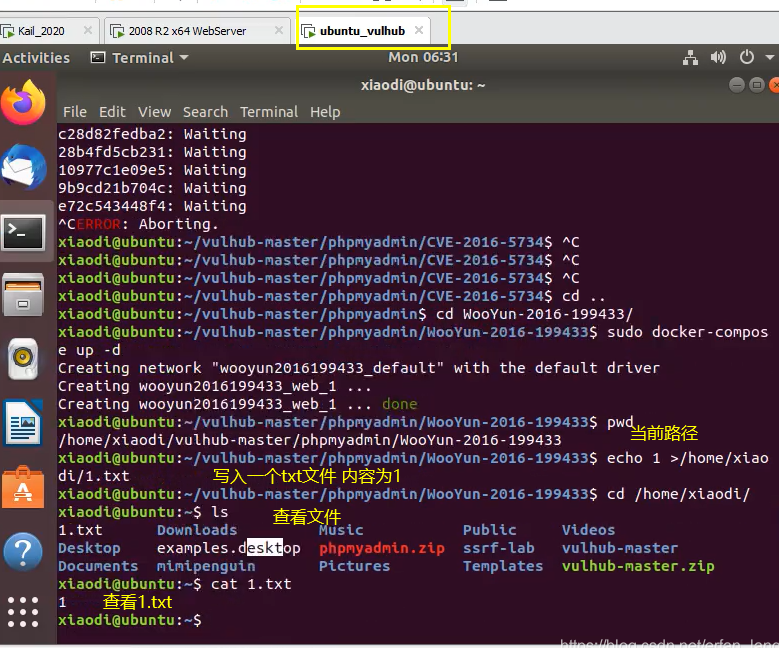 Kail_2020 2008 R2 x64 WebServer ubuntu_vulhub
Activities Terminal Mon 06:31
xiaodi@ubuntu: ~
File Edit View Search Terminal Help
c28d82fedba2: Waiting
28b4fd5cb231: Waiting
10977c1e09e5: Waiting
9b9cd21b704c: Waiting
e72c543448f4: Waiting
^CERROR: Aborting.
xiaodi@ubuntu:~/vulhub-master/phpmyadmin/CVE-2016-5734$ ^C
xiaodi@ubuntu:~/vulhub-master/phpmyadmin/CVE-2016-5734$ ^C
xiaodi@ubuntu:~/vulhub-master/phpmyadmin/CVE-2016-5734$ ^C
xiaodi@ubuntu:~/vulhub-master/phpmyadmin/CVE-2016-5734$ cd ..
xiaodi@ubuntu:~/vulhub-master/phpmyadmin$ cd WooYun-2016-199433/
xiaodi@ubuntu:~/vulhub-master/phpmyadmin/WooYun-2016-199433$ sudo docker-compos
e up -d
Creating network "wooyun2016199433_default" with the default driver
Creating wooyun2016199433_web_1 ...
Creating wooyun2016199433_web_1 ... done
xiaodi@ubuntu:~/vulhub-master/phpmyadmin/WooYun-2016-199433$ pwd
当前路径
/home/xiaodi/vulhub-master/phpmyadmin/WooYun-2016-199433
xiaodi@ubuntu:~/vulhub-master/phpmyadmin/WooYun-2016-199433$ echo 1 >/home/xiao
di/1.txt
写入一个txt文件 内容为1
xiaodi@ubuntu:~/vulhub-master/phpmyadmin/WooYun-2016-199433$ cd /home/xiaodi/
xiaodi@ubuntu:~$ ls
查看文件
1.txt Downloads Music Public Videos
Desktop examples.desktop phpmyadmin.zip ssrf-lab vulhub-master
Documents mimipenguin Pictures Templates vulhub-master.zip
xiaodi@ubuntu:~$ cat 1.txt
1
查看1.txt
xiaodi@ubuntu:~$